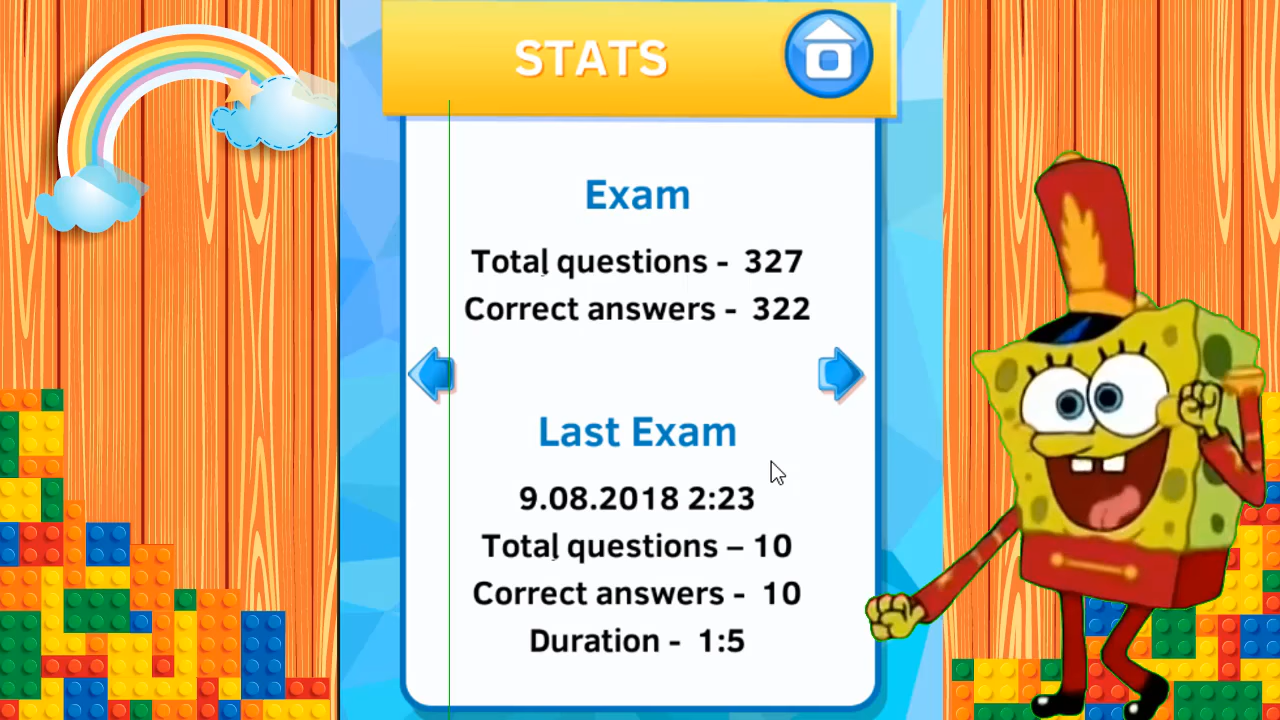 STATS
Exam
Total questions - 327
Correct answers - 322
Last Exam
9.08.2018 2:23
Total questions – 10
Correct answers - 10
Duration - 1:5